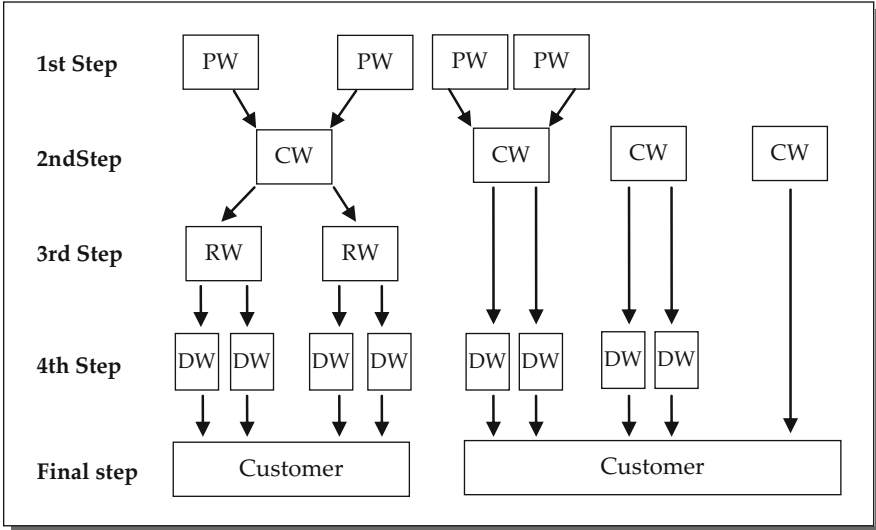 1st Step PW PW PW PW
2ndStep CW CW CW CW
3rd Step RW RW
4th Step DW DW DW DW DW DW DW DW
Final step Customer Customer